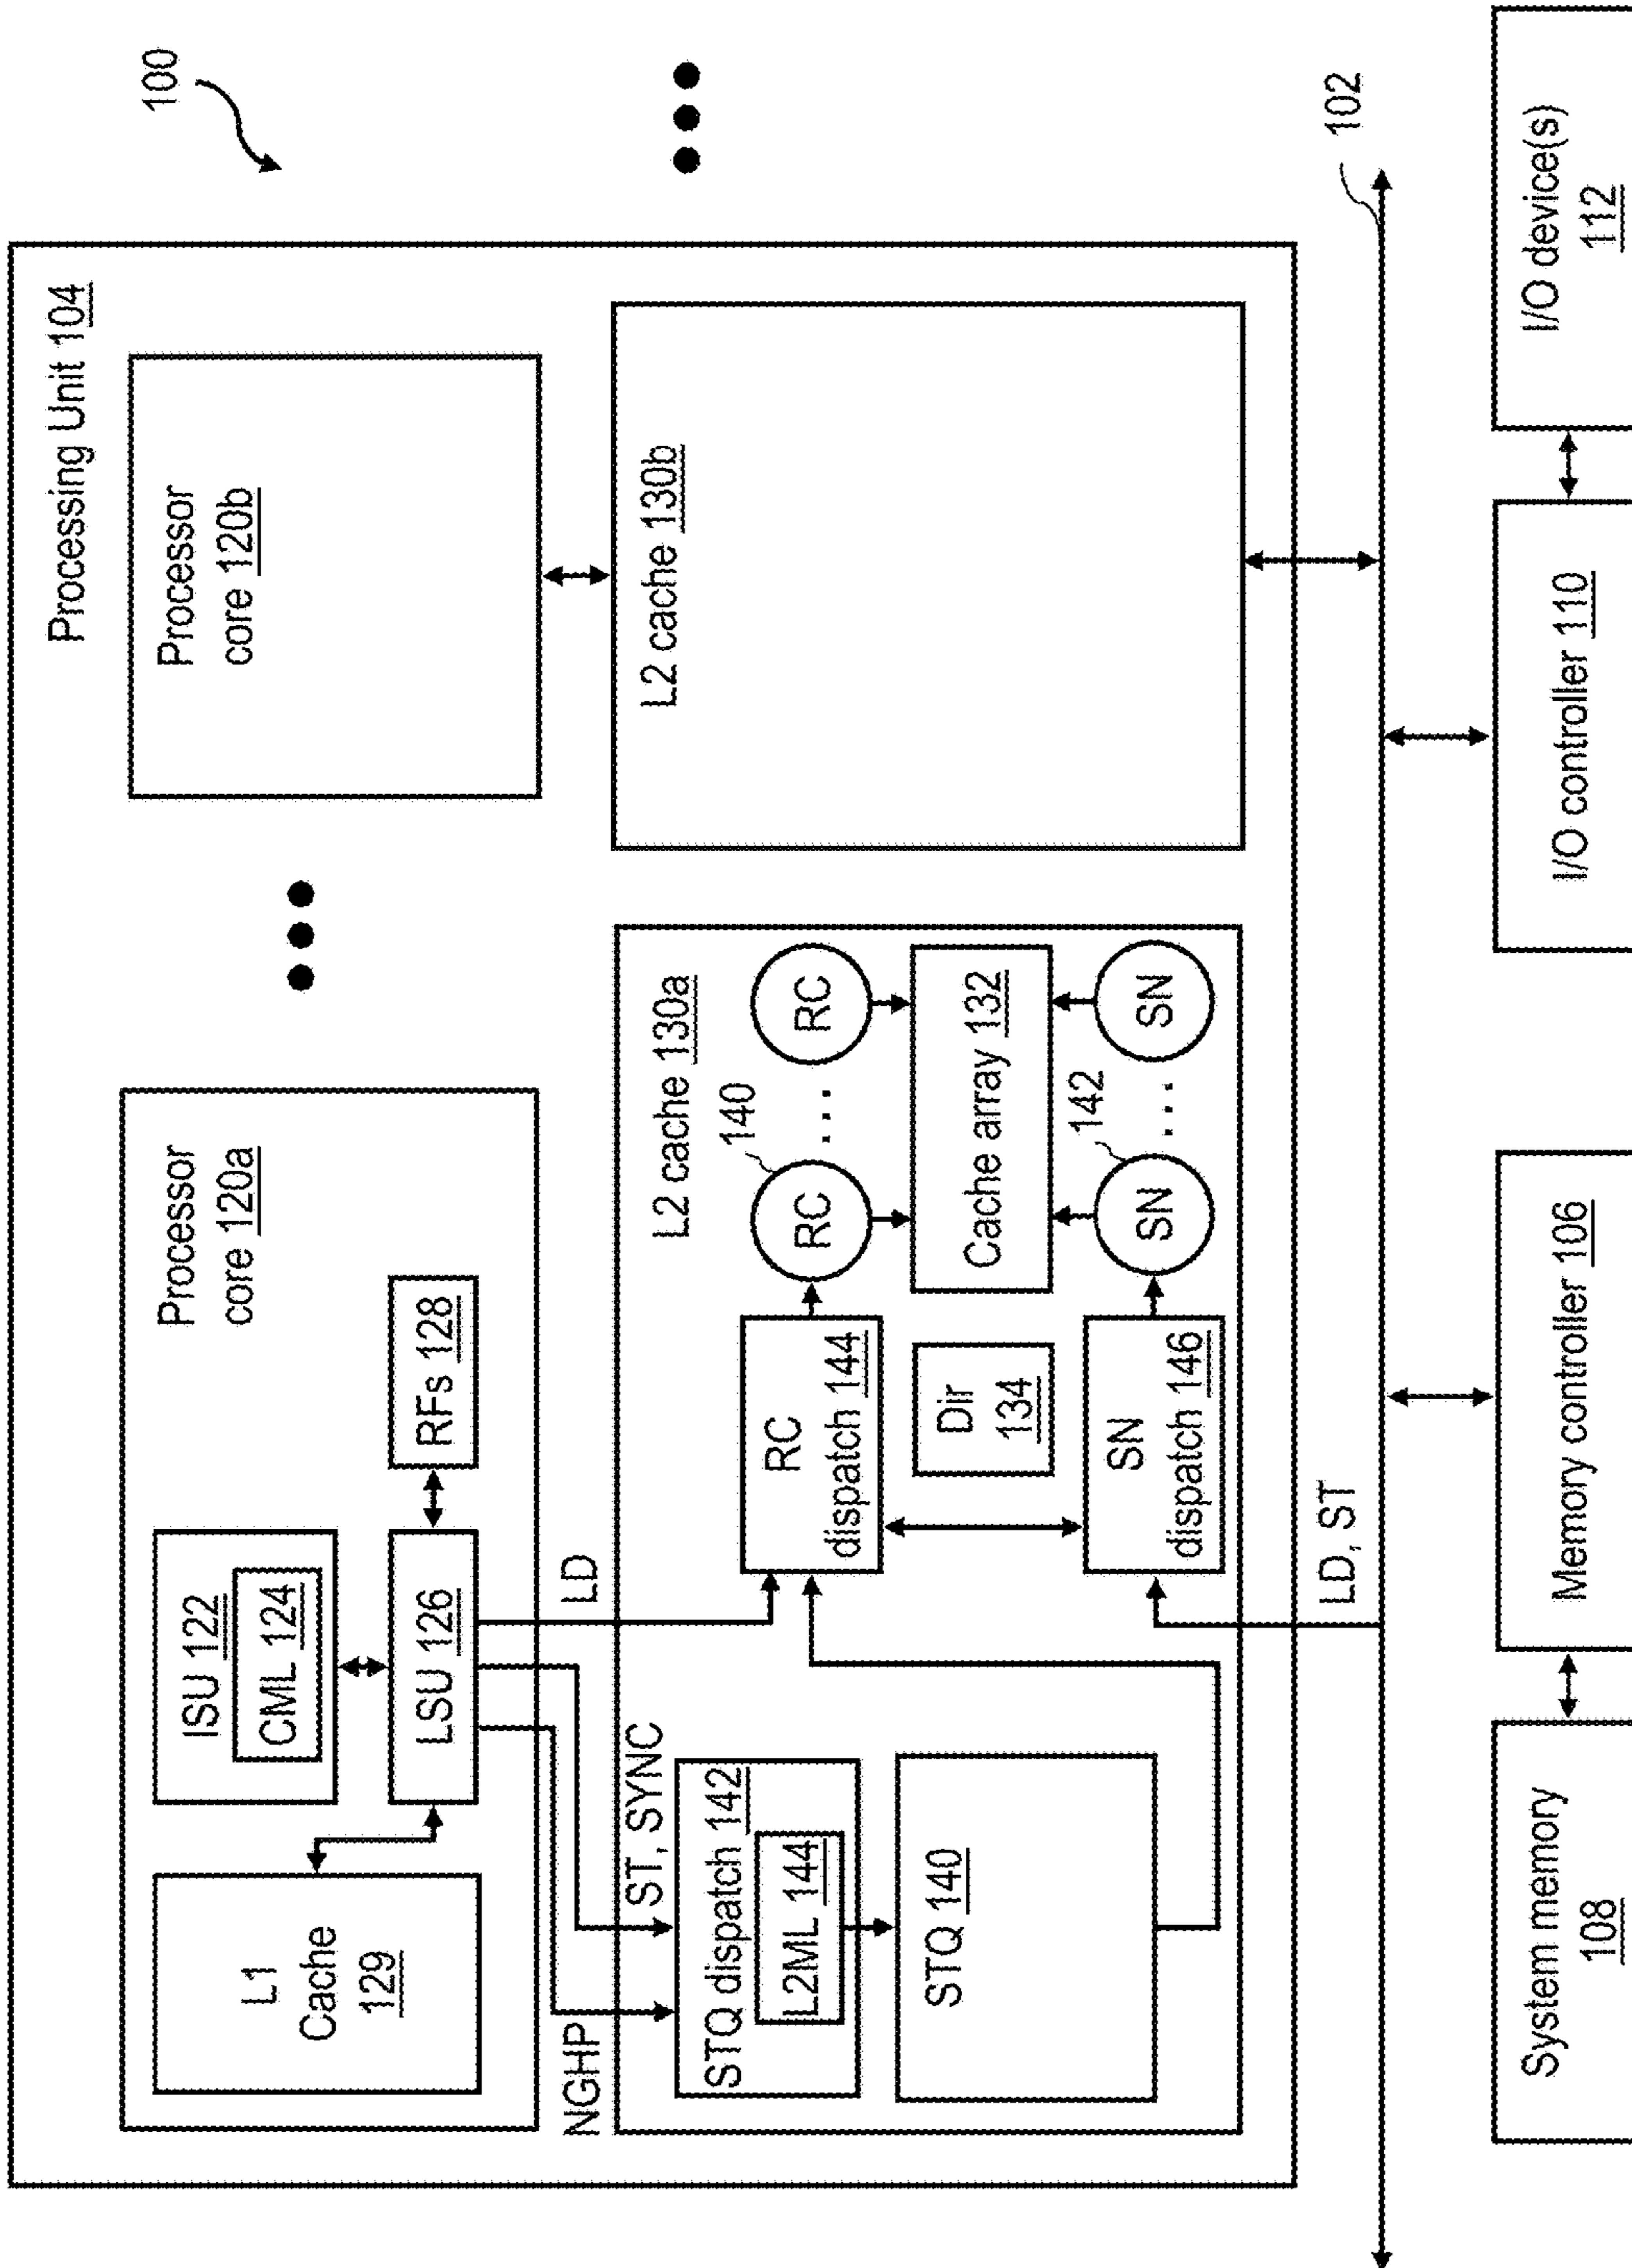 100
Processing Unit 104
Processor
core 120a
ISU 122
CML 124
L1
Cache
129
LSU 126
RFs 128
Processor
core 120b
NGHP
ST, SYNC
LD
L2 cache 130a
STQ dispatch 142
L2ML 144
STQ 140
RC
dispatch 144
140
RC
...
RC
Dir
134
Cache array 132
SN
dispatch 146
142
SN
...
SN
L2 cache 130b
LD, ST
102
System memory
108
Memory controller 106
I/O controller 110
I/O device(s)
112